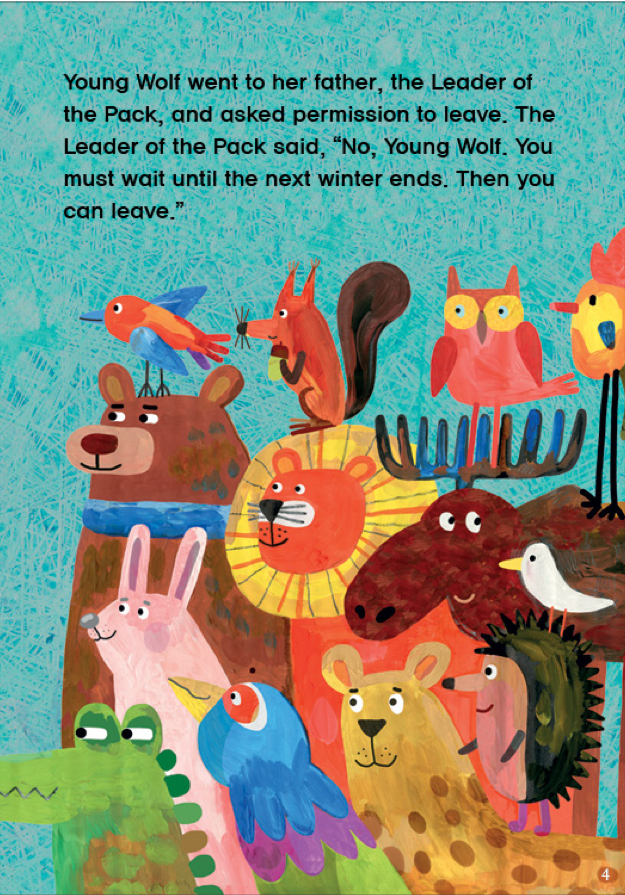 Young Wolf went to her father, the Leader of
the Pack, and asked permission to leave. The
Leader of the Pack said, “No, Young Wolf. You
must wait until the next winter ends. Then you
can leave.”
4